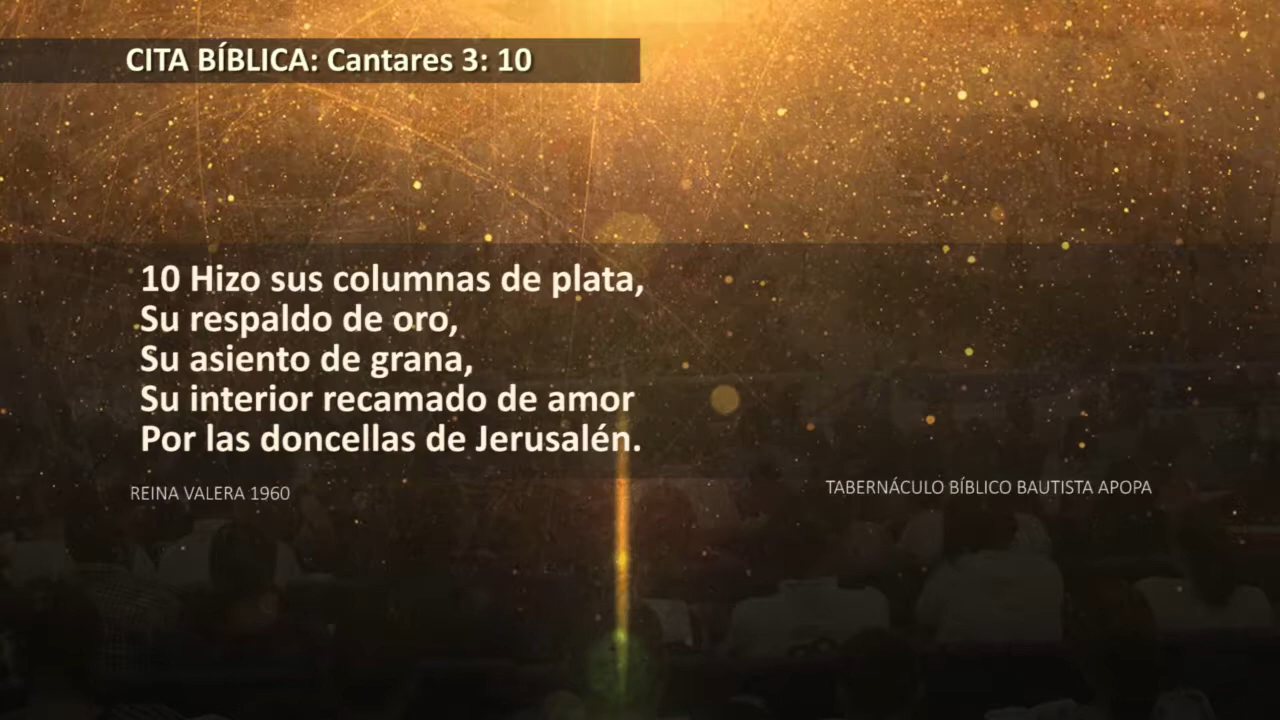 CITA BÍBLICA: Cantares 3: 10
10 Hizo sus columnas de plata,
Su respaldo de oro,
Su asiento de grana,
Su interior recamado de amor
Por las doncellas de Jerusalén.
REINA VALERA 1960
TABERNÁCULO BÍBLICO BAUTISTA APOPA